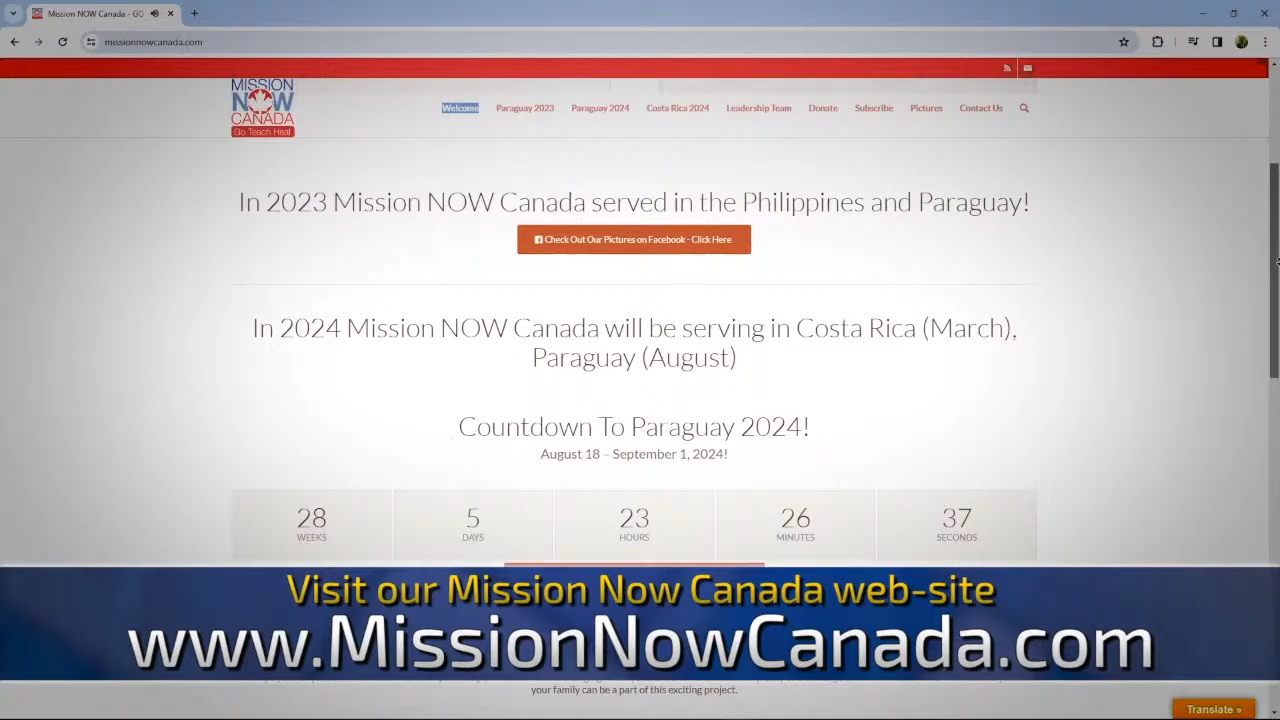 Mission NOW Canada - GO
missionnowcanada.com
MISSION
NOW
CANADA
Go Teach Heal
Welcome
Paraguay 2023
Paraguay 2024
Costa Rica 2024
Leadership Team
Donate
Subscribe
Pictures
Contact Us
In 2023 Mission NOW Canada served in the Philippines and Paraguay!
Check Out Our Pictures on Facebook - Click Here
In 2024 Mission NOW Canada will be serving in Costa Rica (March),
Paraguay (August)
Countdown To Paraguay 2024!
August 18 – September 1, 2024!
28 5 23 26 37
WEEKS DAYS HOURS MINUTES SECONDS
Visit our Mission Now Canada web-site
www.MissionNowCanada.com
your family can be a part of this exciting project.
Translate »